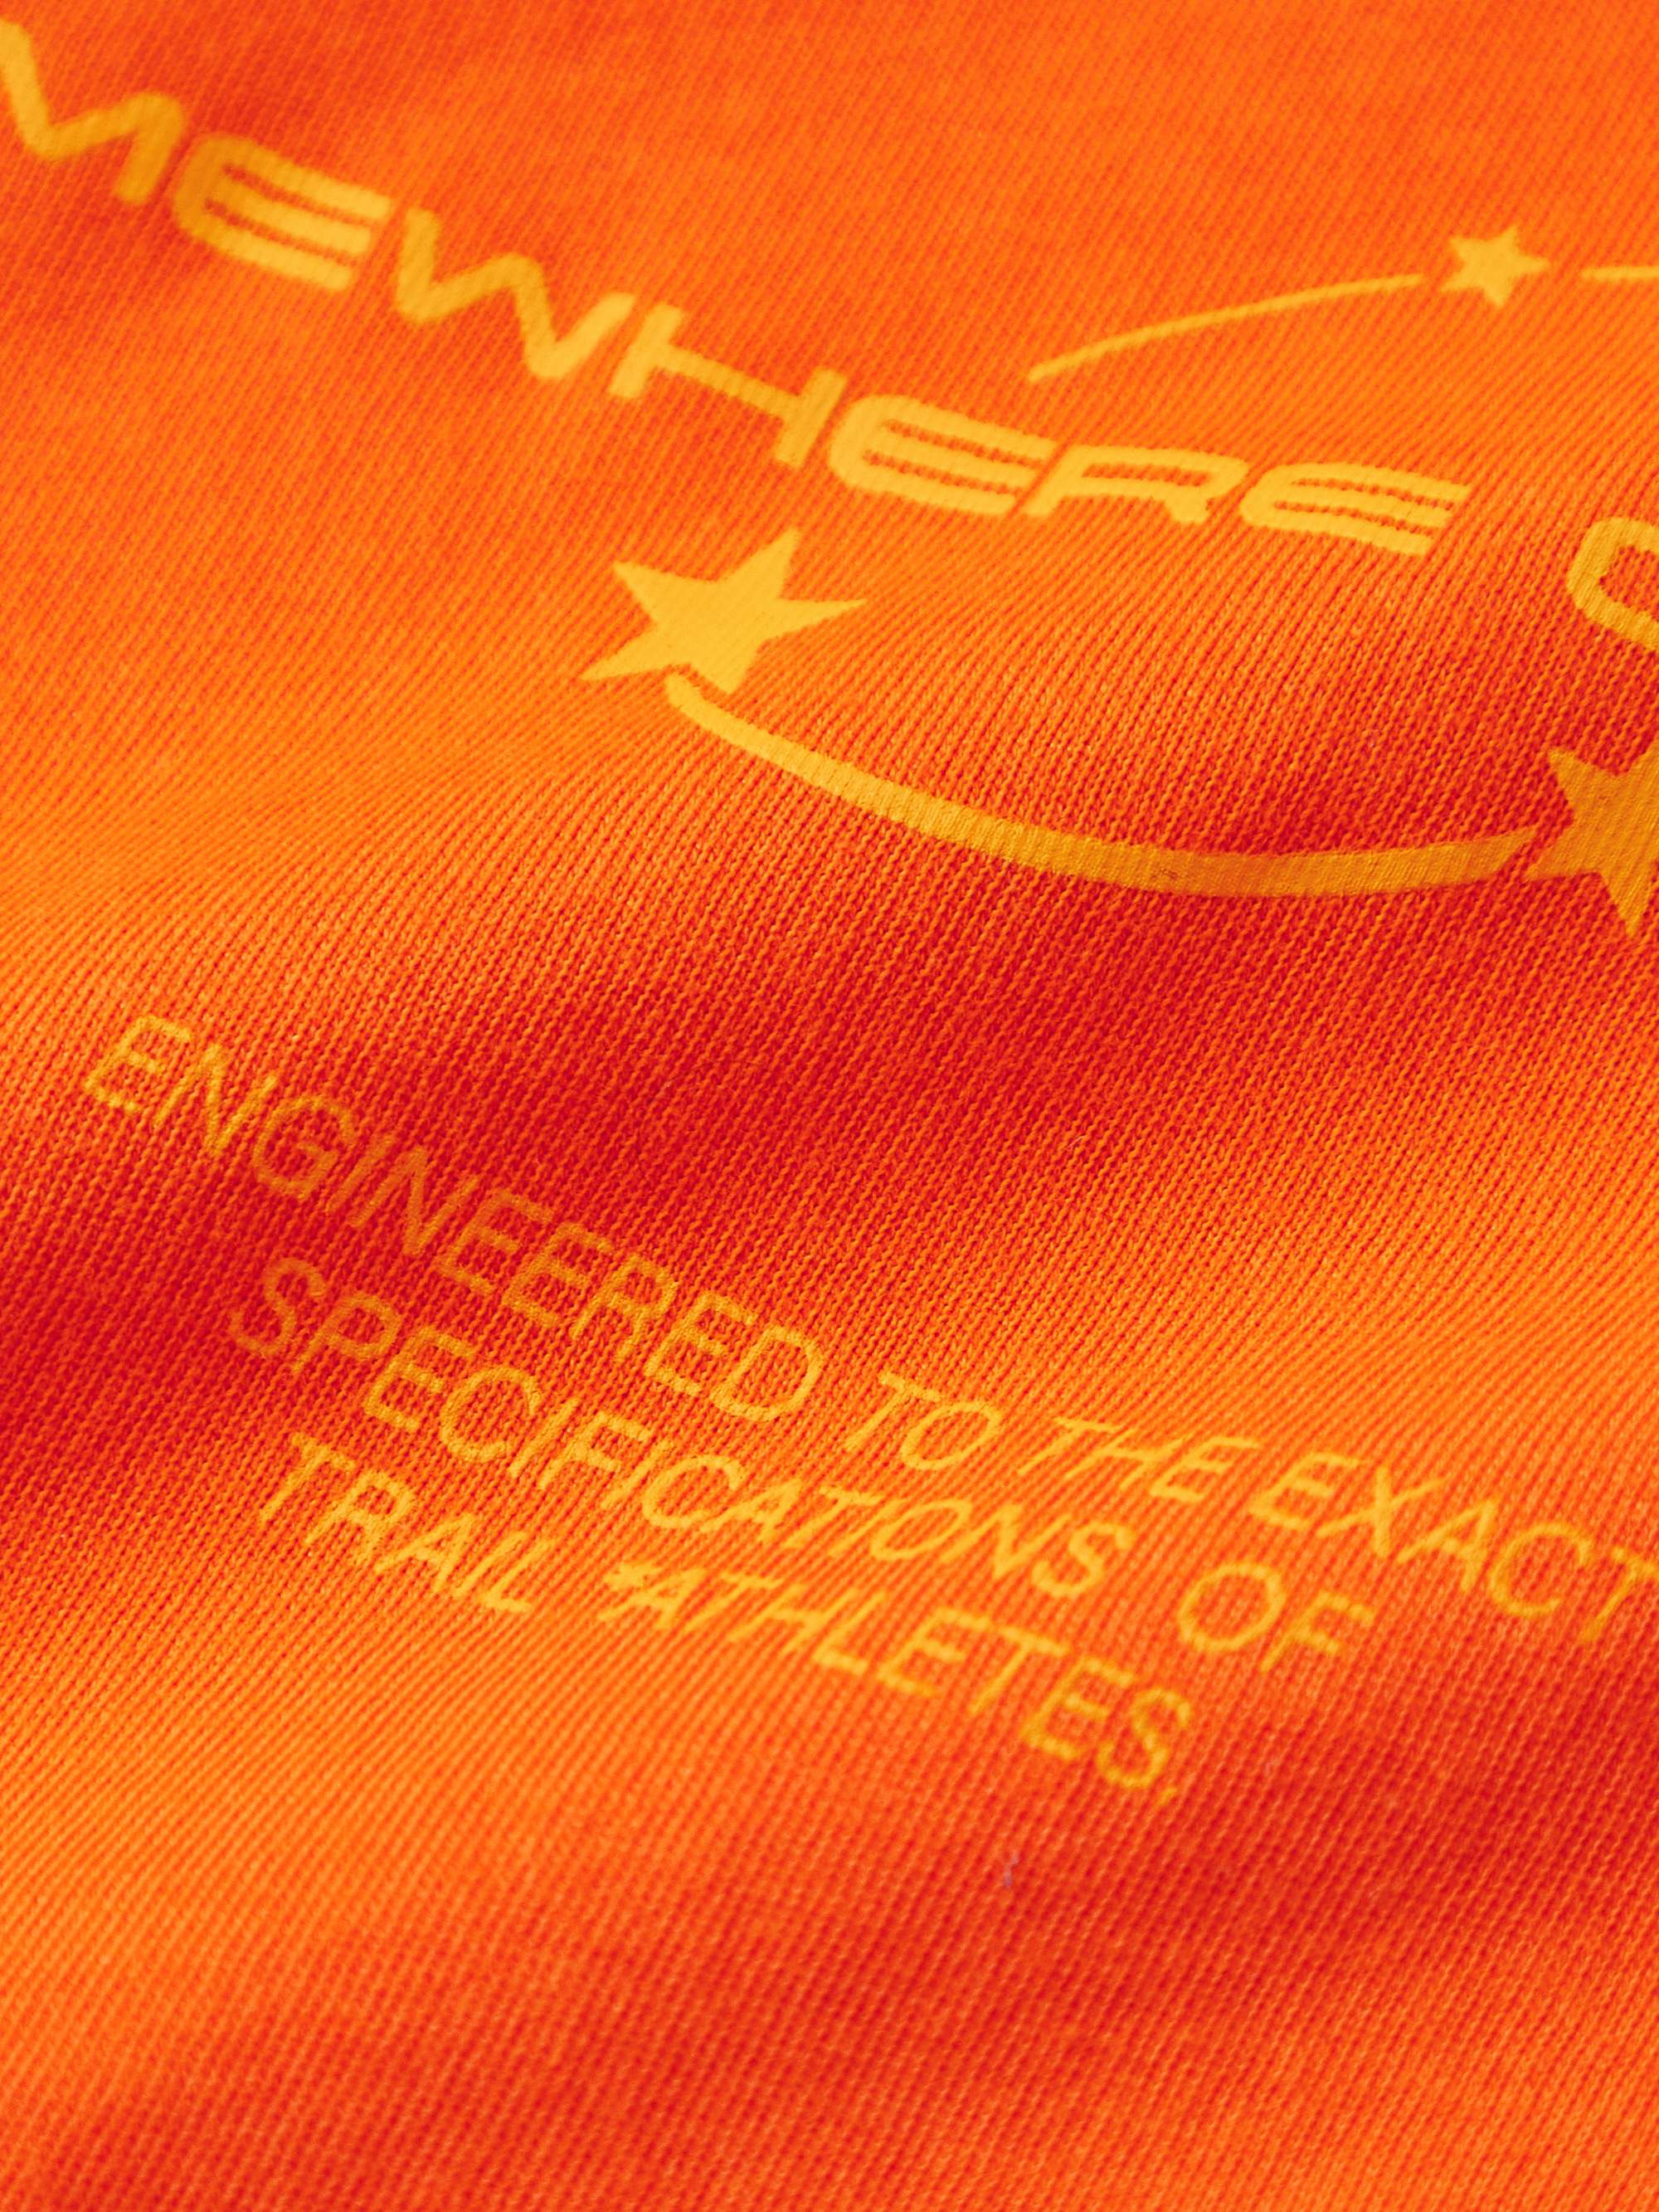 MEWHERE
ENGINEERED TO THE EXACT
SPECIFICATIONS OF
TRAIL *ATHLETES.